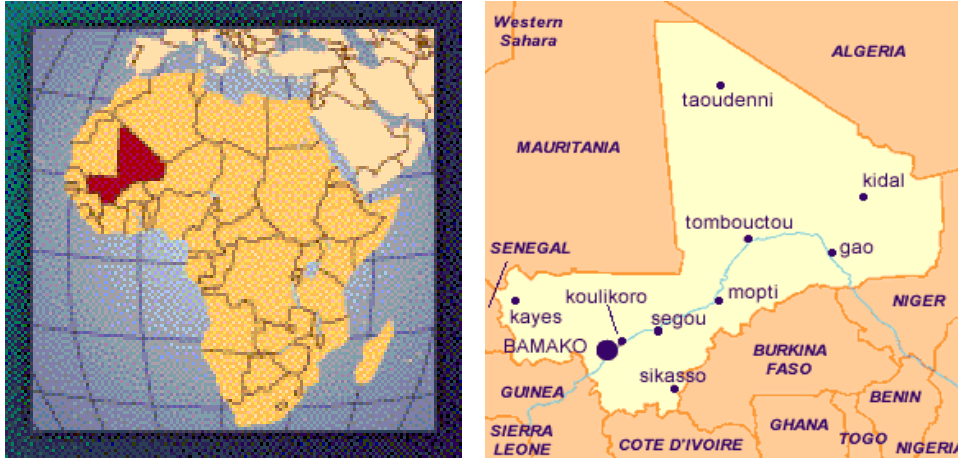 Western
Sahara
ALGERIA
taoudenni
MAURITANIA
kidal
tombouctou
gao
SENEGAL
koulikoro
mopti
NIGER
kayes
segou
BAMAKO
BURKINA
FASO
sikasso
GUINEA
BENIN
GHANA
SIERRA
LEONE
COTE D'IVOIRE
TOGO
NIGERIA